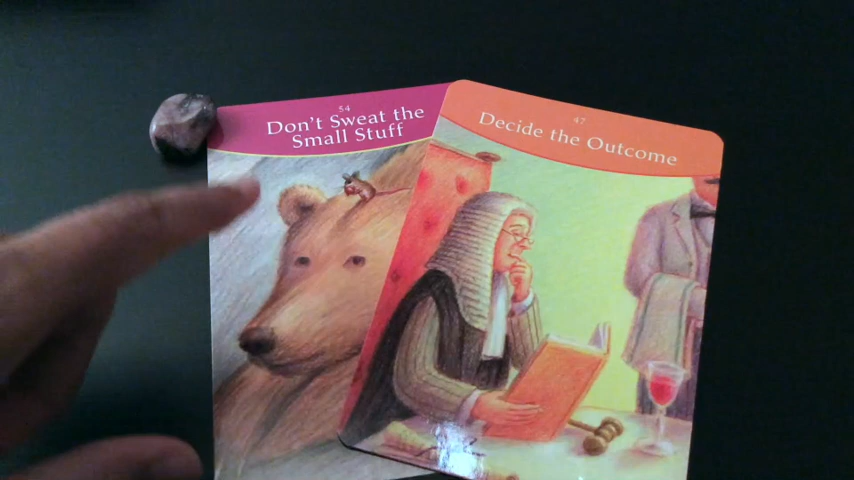 54
Don't Sweat the
Small Stuff
47
Decide the Outcome